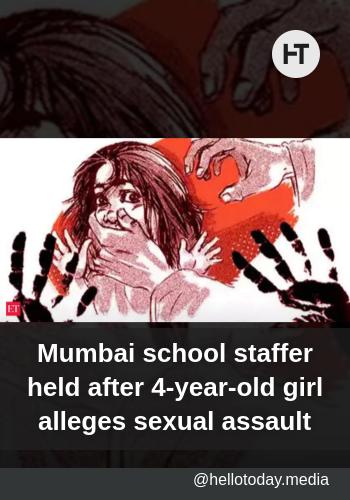 HT
ET
Mumbai school staffer
held after 4-year-old girl
alleges sexual assault
@hellotoday.media